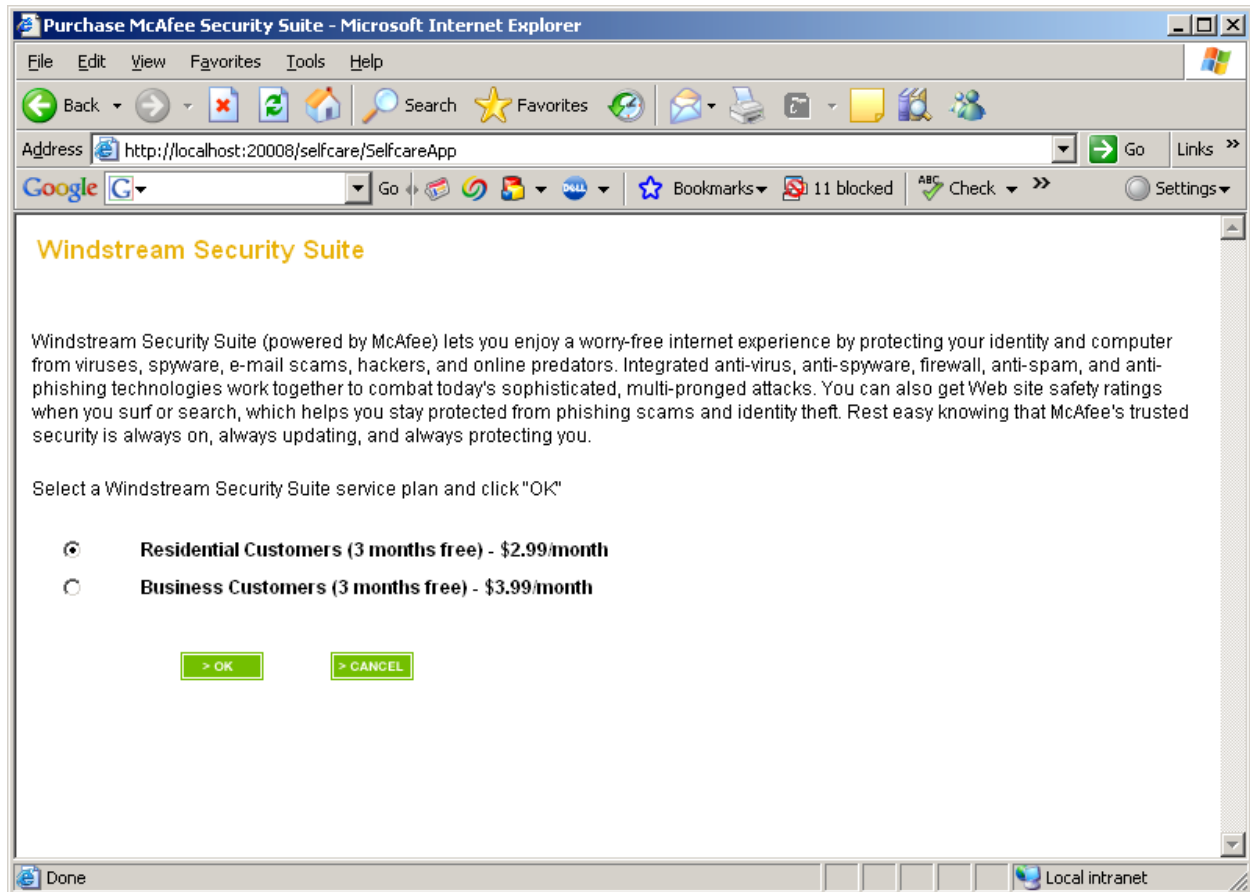 Purchase McAfee Security Suite - Microsoft Internet Explorer
File Edit View Favorites Tools Help
Back Search Favorites
Address http://localhost:20008/selfcare/SelfcareApp Go Links »
Google G Go DELL Bookmarks 11 blocked ABC Check » Settings
Windstream Security Suite
Windstream Security Suite (powered by McAfee) lets you enjoy a worry-free internet experience by protecting your identity and computer
from viruses, spyware, e-mail scams, hackers, and online predators. Integrated anti-virus, anti-spyware, firewall, anti-spam, and anti-
phishing technologies work together to combat today's sophisticated, multi-pronged attacks. You can also get Web site safety ratings
when you surf or search, which helps you stay protected from phishing scams and identity theft. Rest easy knowing that McAfee's trusted
security is always on, always updating, and always protecting you.
Select a Windstream Security Suite service plan and click "OK"
Residential Customers (3 months free) - $2.99/month
Business Customers (3 months free) - $3.99/month
> OK > CANCEL
Done Local intranet